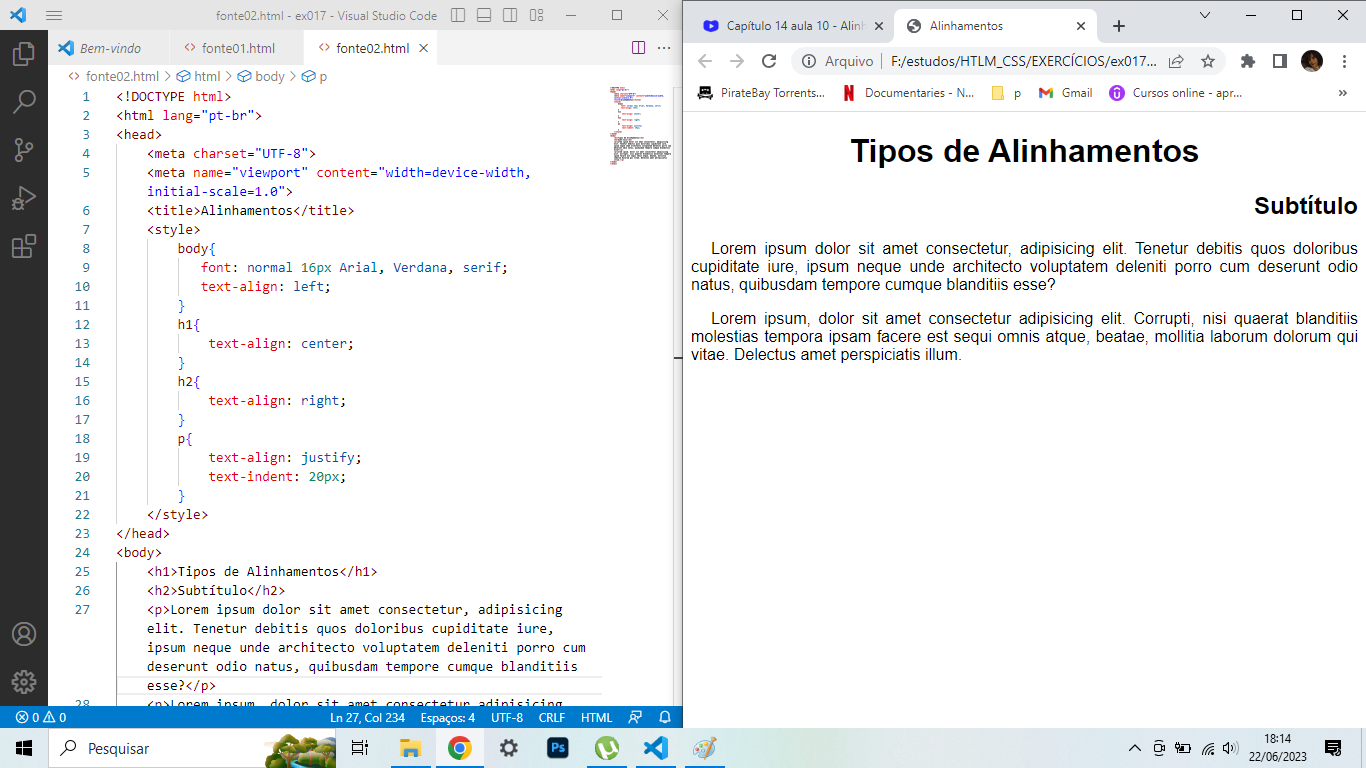 fonte02.html - ex017 - Visual Studio Code
Bem-vindo
fonte01.html
fonte02.html
fonte02.html > html > body > p
1 <!DOCTYPE html>
2 <html lang="pt-br">
3 <head>
4 <meta charset="UTF-8">
5 <meta name="viewport" content="width=device-width,
initial-scale=1.0">
6 <title>Alinhamentos</title>
7 <style>
8 body{
9 font: normal 16px Arial, Verdana, serif;
10 text-align: left;
11 }
12 h1{
13 text-align: center;
14 }
15 h2{
16 text-align: right;
17 }
18 p{
19 text-align: justify;
20 text-indent: 20px;
21 }
22 </style>
23 </head>
24 <body>
25 <h1>Tipos de Alinhamentos</h1>
26 <h2>Subtítulo</h2>
27 <p>Lorem ipsum dolor sit amet consectetur, adipisicing
elit. Tenetur debitis quos doloribus cupiditate iure,
ipsum neque unde architecto voluptatem deleniti porro cum
deserunt odio natus, quibusdam tempore cumque blanditiis
esse?</p>
28 <p>Lorem ipsum, dolor sit amet consectetur adipisicing
0 0
Ln 27, Col 234
Espaços: 4
UTF-8
CRLF
HTML
Capítulo 14 aula 10 - Alinh
Alinhamentos
Arquivo | F:/estudos/HTLM_CSS/EXERCÍCIOS/ex017...
PirateBay Torrents...
Documentaries - N...
p
Gmail
Cursos online - apr...
»
Tipos de Alinhamentos
Subtítulo
Lorem ipsum dolor sit amet consectetur, adipisicing elit. Tenetur debitis quos doloribus
cupiditate iure, ipsum neque unde architecto voluptatem deleniti porro cum deserunt odio
natus, quibusdam tempore cumque blanditiis esse?
Lorem ipsum, dolor sit amet consectetur adipisicing elit. Corrupti, nisi quaerat blanditiis
molestias tempora ipsam facere est sequi omnis atque, beatae, mollitia laborum dolorum qui
vitae. Delectus amet perspiciatis illum.
Pesquisar
Ps
18:14
22/06/2023